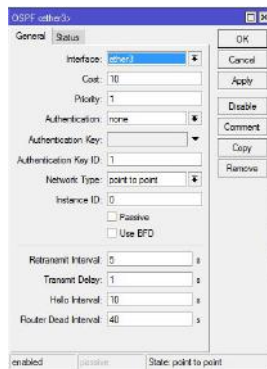 OSPF <ether3>
General Status
Interface: ether3
Cost: 10
Priority: 1
Authentication: none
Authentication Key:
Authentication Key ID: 1
Network Type: point to point
Instance ID: 0
Passive
Use BFD
Retransmit Interval: 5 s
Transmit Delay: 1 s
Hello Interval: 10 s
Router Dead Interval: 40 s
OK
Cancel
Apply
Disable
Comment
Copy
Remove
enabled passive State: point to point